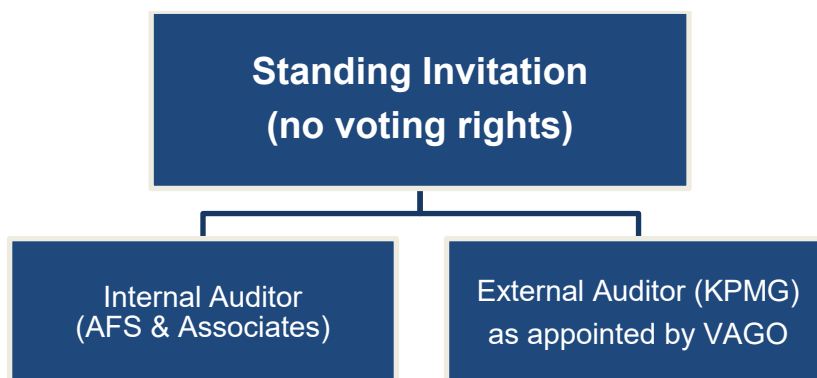 Standing Invitation
(no voting rights)
Internal Auditor
(AFS & Associates)
External Auditor (KPMG)
as appointed by VAGO